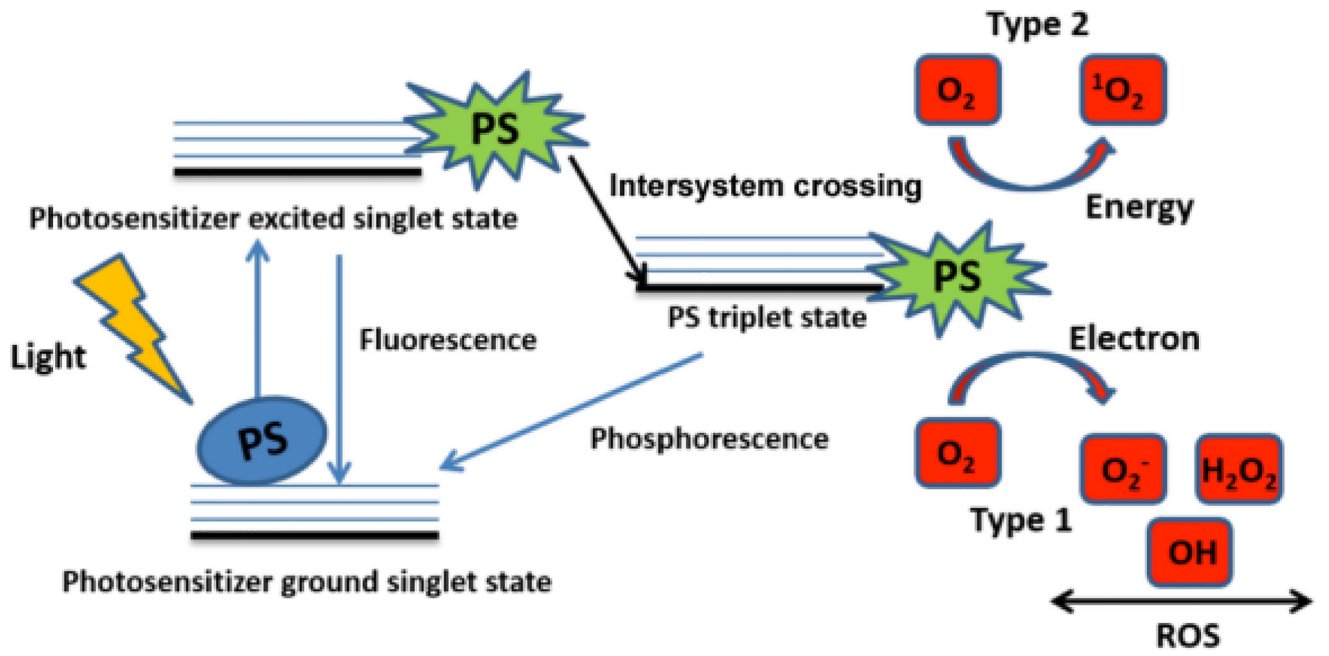 Type 2
O₂
¹O₂
Energy
PS
Intersystem crossing
Photosensitizer excited singlet state
PS
PS triplet state
Light
Fluorescence
Electron
PS
Phosphorescence
O₂
O₂⁻
H₂O₂
Type 1
OH
Photosensitizer ground singlet state
ROS